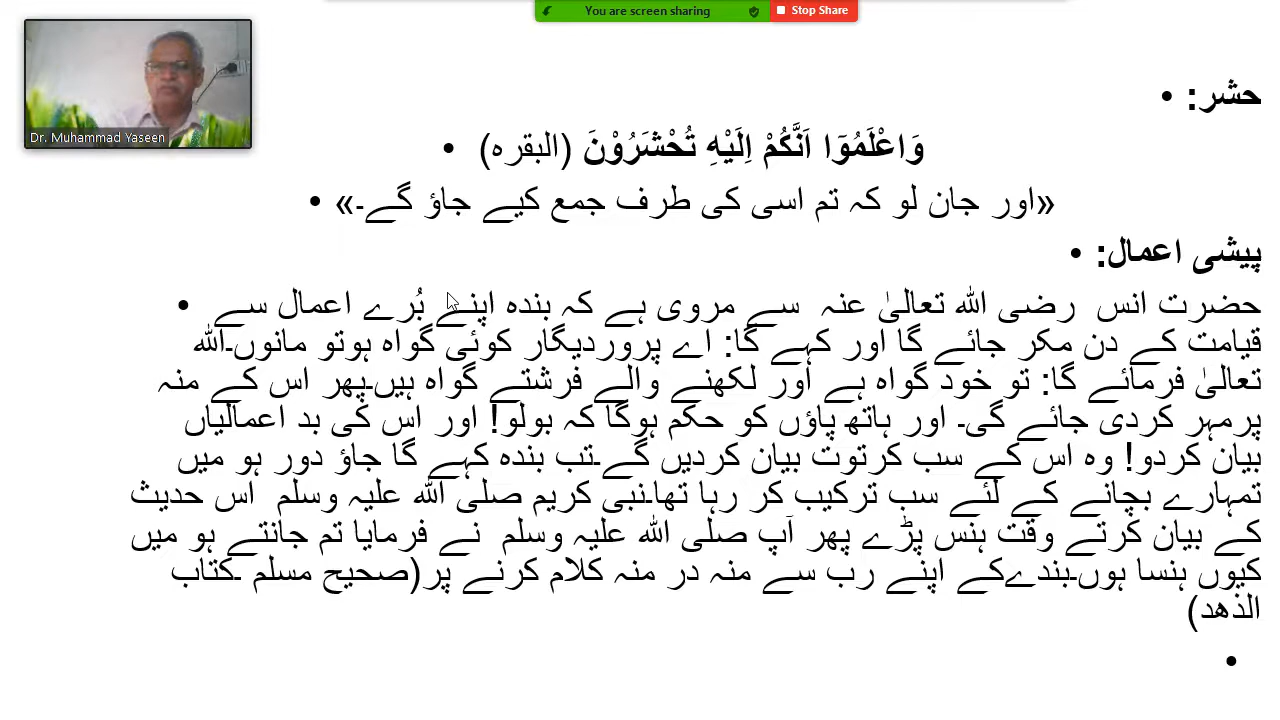 You are screen sharing
Stop Share
Dr. Muhammad Yaseen
حشر: •
وَاعْلَمُوٓا اَنَّكُمْ اِلَيْهِ تُحْشَرُوْنَ (البقرہ) •
«اور جان لو کہ تم اسی کی طرف جمع کیے جاؤ گے۔» •
پیشی اعمال: •
حضرت انس رضی اللہ تعالیٰ عنہ سے مروی ہے کہ بندہ اپنے بُرے اعمال سے •
قیامت کے دن مکر جائے گا اور کہے گا: اے پروردیگار کوئی گواہ ہوتو مانوں۔اللہ
تعالیٰ فرمائے گا: تو خود گواہ ہے اور لکھنے والے فرشتے گواہ ہیں۔پھر اس کے منہ
پرمہر کردی جائے گی۔ اور ہاتھ پاؤں کو حکم ہوگا کہ بولو! اور اس کی بد اعمالیاں
بیان کردو! وہ اس کے سب کرتوت بیان کردیں گے۔تب بندہ کہے گا جاؤ دور ہو میں
تمہارے بچانے کے لئے سب ترکیب کر رہا تھا۔نبی کریم صلی اللہ علیہ وسلم اس حدیث
کے بیان کرتے وقت ہنس پڑے پھر آپ صلی اللہ علیہ وسلم نے فرمایا تم جانتے ہو میں
کیوں ہنسا ہوں۔بندےکے اپنے رب سے منہ در منہ کلام کرنے پر(صحیح مسلم ۔کتاب
الذھد)
•